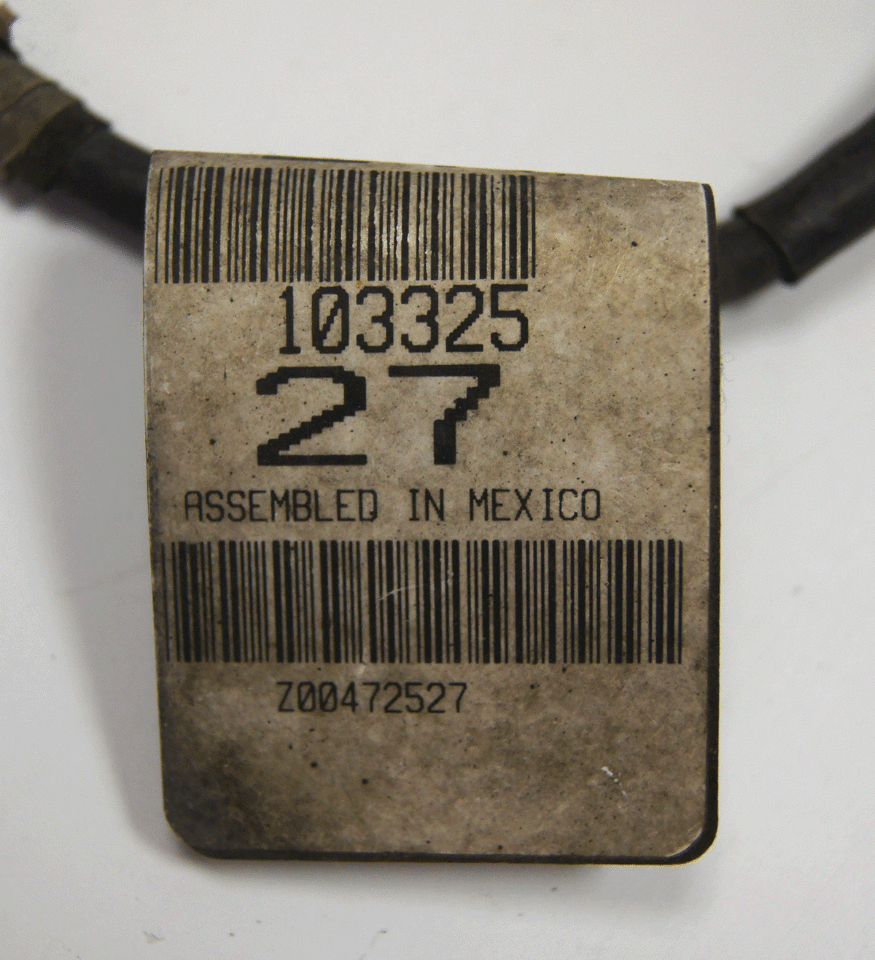 103325
27
ASSEMBLED IN MEXICO
Z00472527